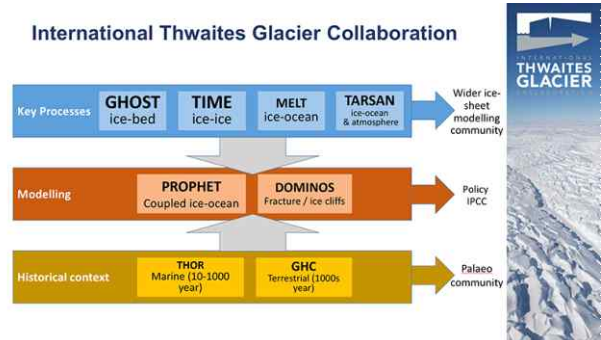 International Thwaites Glacier Collaboration
INTERNATIONAL
THWAITES
GLACIER
COLLABORATION
Key Processes
GHOST
ice-bed
TIME
ice-ice
MELT
ice-ocean
TARSAN
ice-ocean
& atmosphere
Wider ice-
sheet
modelling
community
Modelling
PROPHET
Coupled ice-ocean
DOMINOS
Fracture / ice cliffs
Policy
IPCC
Historical context
THOR
Marine (10-1000
year)
GHC
Terrestrial (1000s
year)
Palaeo
community